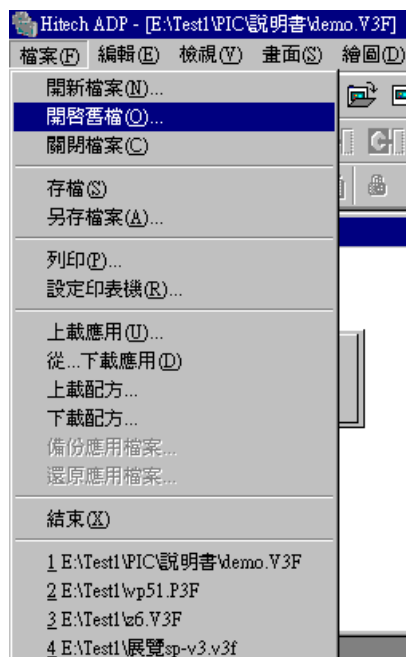 Hitech ADP - [E:\Test1\PIC\說明書\demo.V3F]
檔案(F) 編輯(E) 檢視(V) 畫面(S) 繪圖(D)
開新檔案(N)...
開啓舊檔(O)...
關閉檔案(C)
存檔(S)
另存檔案(A)...
列印(P)...
設定印表機(R)...
上載應用(U)...
從...下載應用(D)
上載配方...
下載配方...
備份應用檔案...
還原應用檔案...
結束(X)
1 E:\Test1\PIC\說明書\demo.V3F
2 E:\Test1\wp51.P3F
3 E:\Test1\z6.V3F
4 E:\Test1\展覽sp-v3.v3f